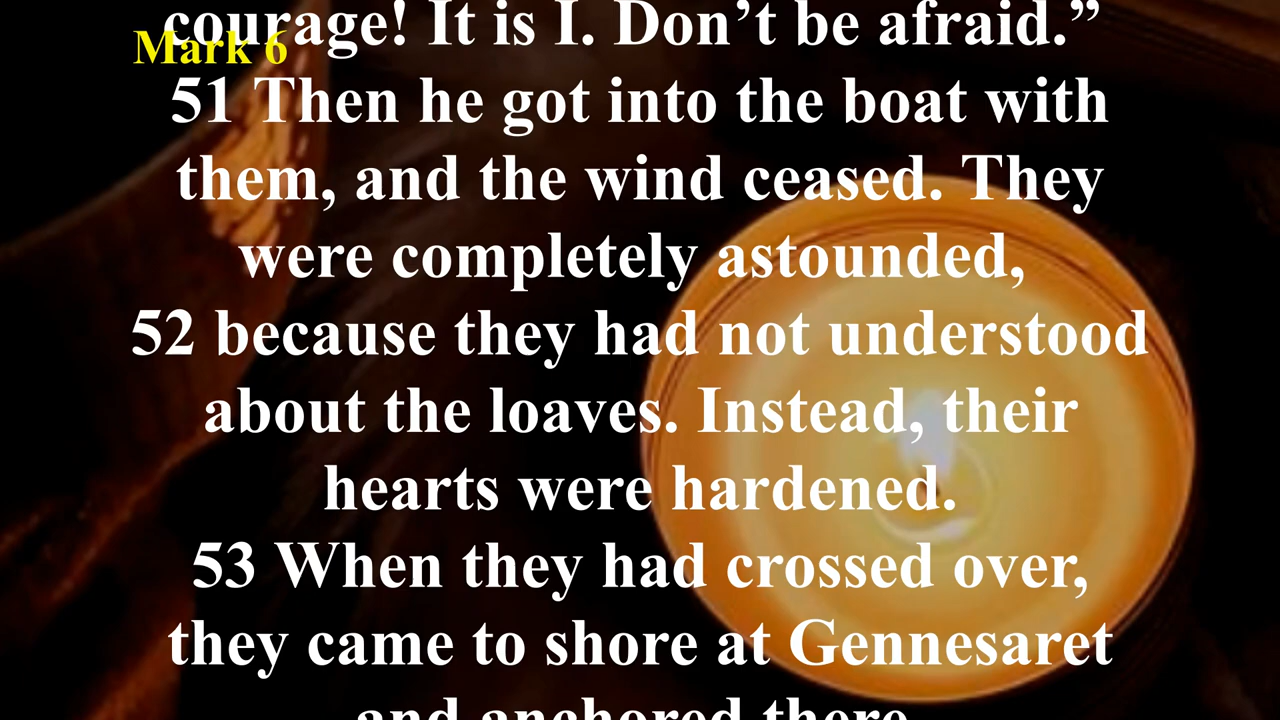 courage! It is I. Don’t be afraid.”
Mark 6
51 Then he got into the boat with
them, and the wind ceased. They
were completely astounded,
52 because they had not understood
about the loaves. Instead, their
hearts were hardened.
53 When they had crossed over,
they came to shore at Gennesaret
and anchored there.